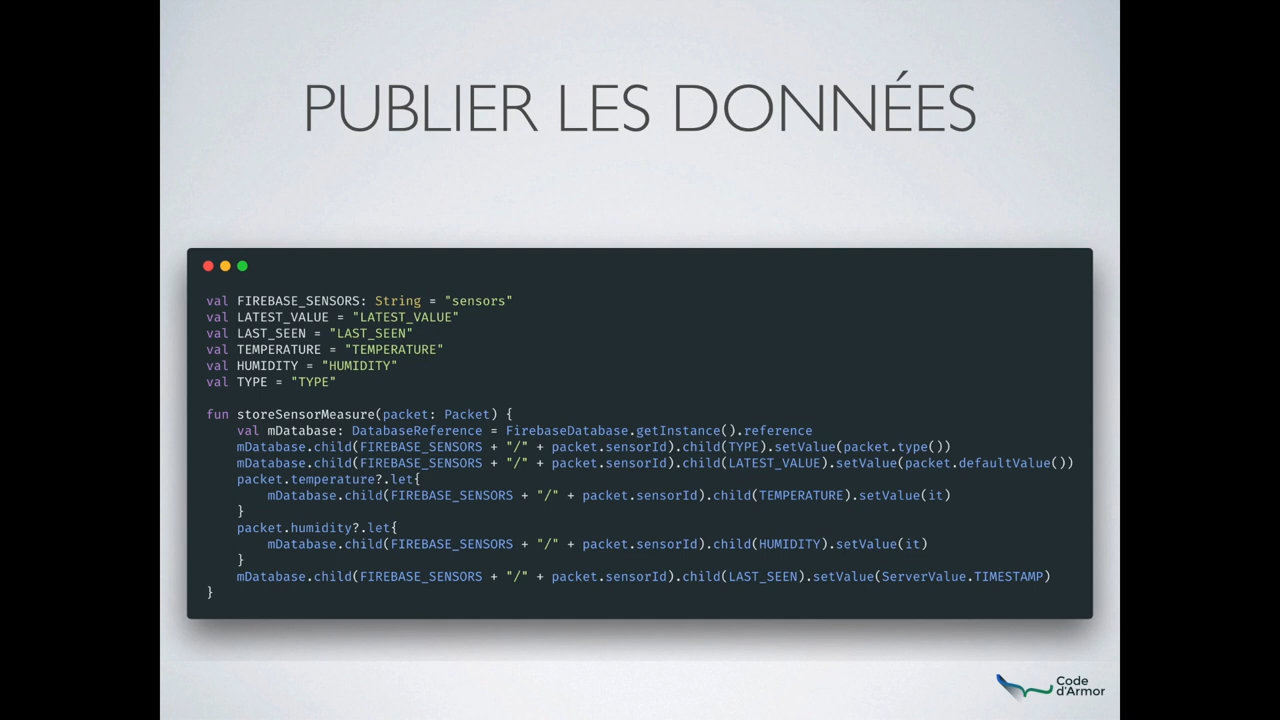 PUBLIER LES DONNÉES
val FIREBASE_SENSORS: String = "sensors"
val LATEST_VALUE = "LATEST_VALUE"
val LAST_SEEN = "LAST_SEEN"
val TEMPERATURE = "TEMPERATURE"
val HUMIDITY = "HUMIDITY"
val TYPE = "TYPE"
fun storeSensorMeasure(packet: Packet) {
    val mDatabase: DatabaseReference = FirebaseDatabase.getInstance().reference
    mDatabase.child(FIREBASE_SENSORS + "/" + packet.sensorId).child(TYPE).setValue(packet.type())
    mDatabase.child(FIREBASE_SENSORS + "/" + packet.sensorId).child(LATEST_VALUE).setValue(packet.defaultValue())
    packet.temperature?.let{
        mDatabase.child(FIREBASE_SENSORS + "/" + packet.sensorId).child(TEMPERATURE).setValue(it)
    }
    packet.humidity?.let{
        mDatabase.child(FIREBASE_SENSORS + "/" + packet.sensorId).child(HUMIDITY).setValue(it)
    }
    mDatabase.child(FIREBASE_SENSORS + "/" + packet.sensorId).child(LAST_SEEN).setValue(ServerValue.TIMESTAMP)
}
Code
d'Armor